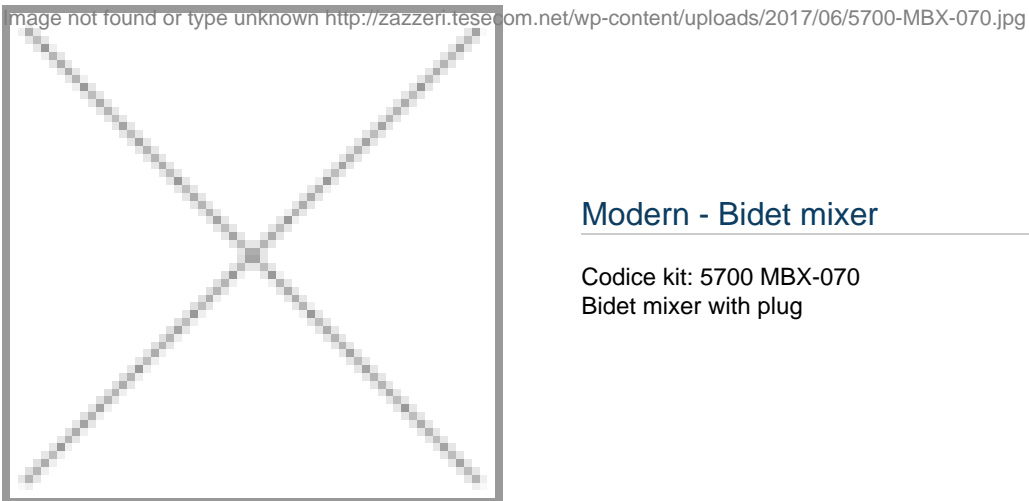 Image not found or type unknown http://zazzeri.tesecom.net/wp-content/uploads/2017/06/5700-MBX-070.jpg
Modern - Bidet mixer
Codice kit: 5700 MBX-070
Bidet mixer with plug